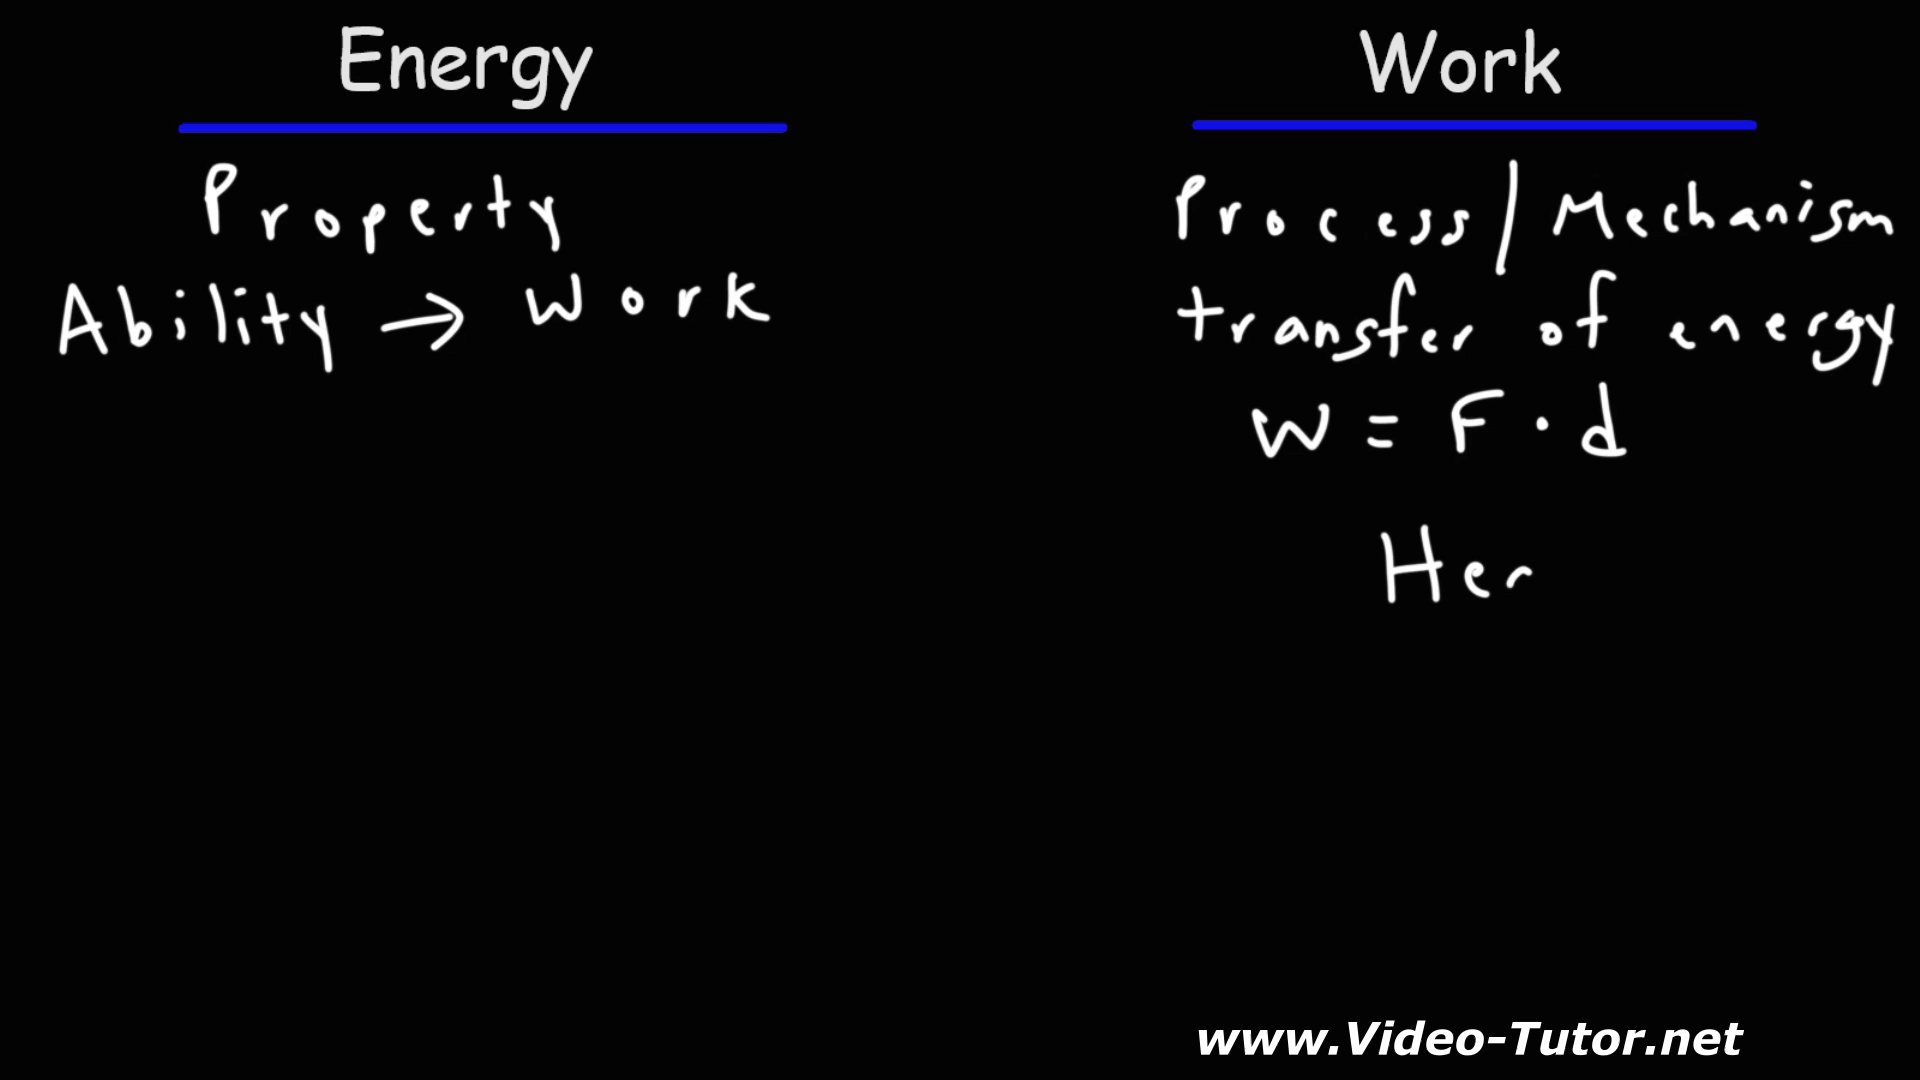 Energy
Property
Ability → Work
Work
Process/Mechanism
transfer of energy
W = F · d
Her
www.Video-Tutor.net